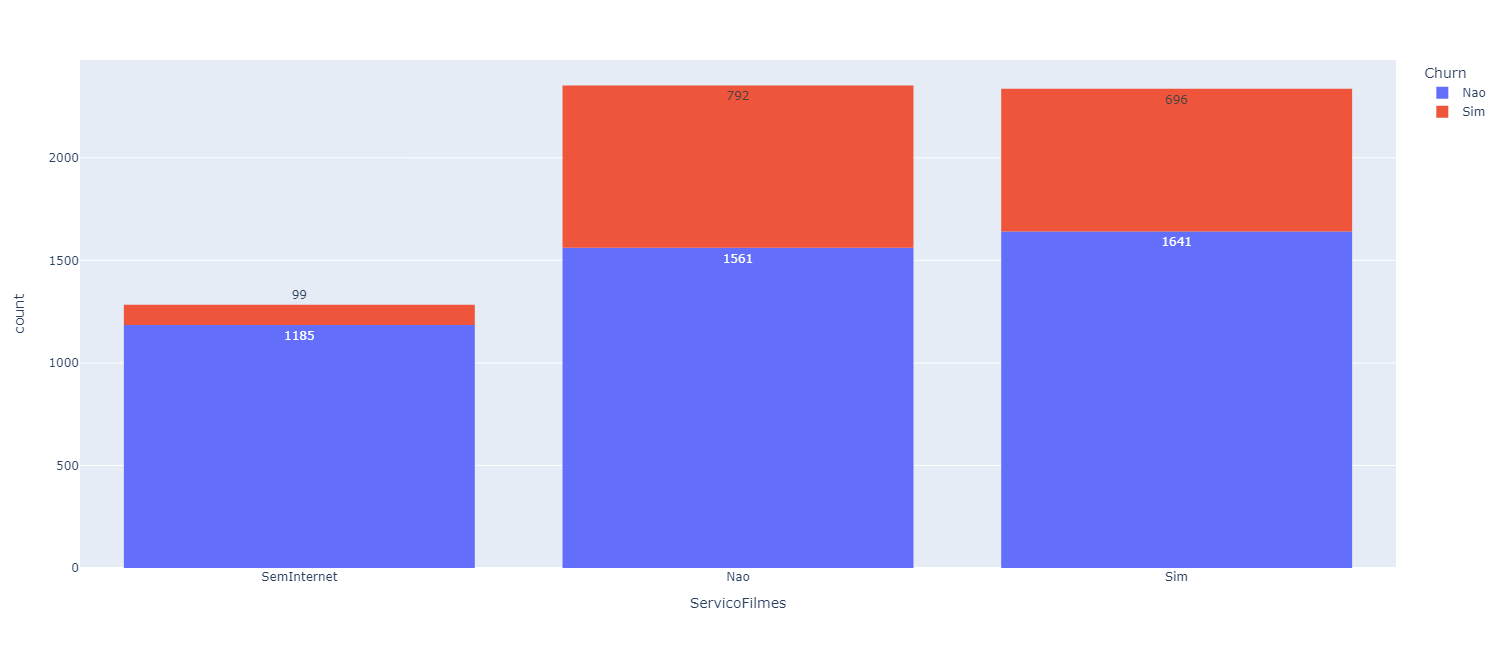 Churn
Nao
Sim
792
696
2000
1641
1561
1500
99
1185
count
1000
500
0
SemInternet
Nao
Sim
ServicoFilmes